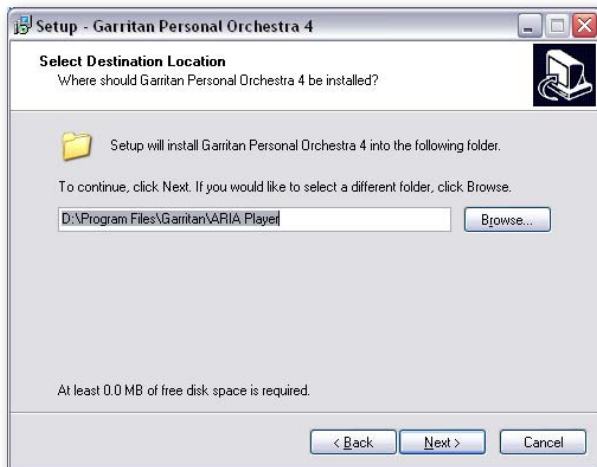 Setup - Garritan Personal Orchestra 4
Select Destination Location
Where should Garritan Personal Orchestra 4 be installed?
Setup will install Garritan Personal Orchestra 4 into the following folder.
To continue, click Next. If you would like to select a different folder, click Browse.
D:\Program Files\Garritan\ARIA Player
Browse...
At least 0.0 MB of free disk space is required.
< Back
Next >
Cancel